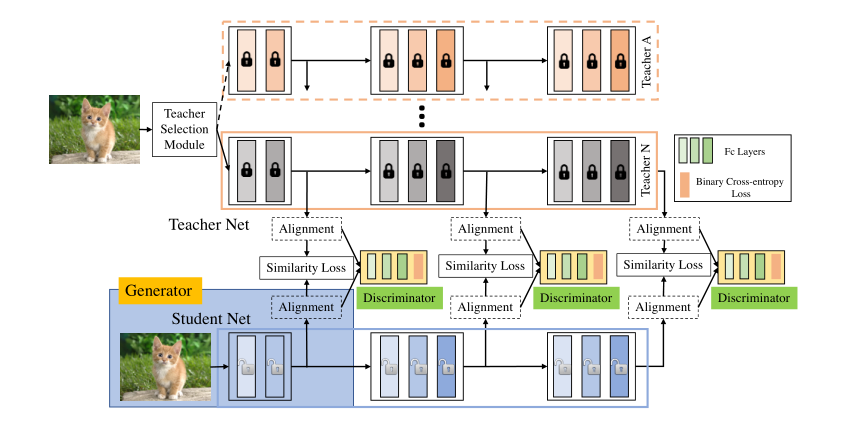 Teacher A
Teacher
Selection
Module
Teacher N
Fc Layers
Binary Cross-entropy
Loss
Teacher Net
Alignment
Alignment
Alignment
Similarity Loss
Similarity Loss
Similarity Loss
Generator
Discriminator
Discriminator
Discriminator
Alignment
Alignment
Alignment
Student Net